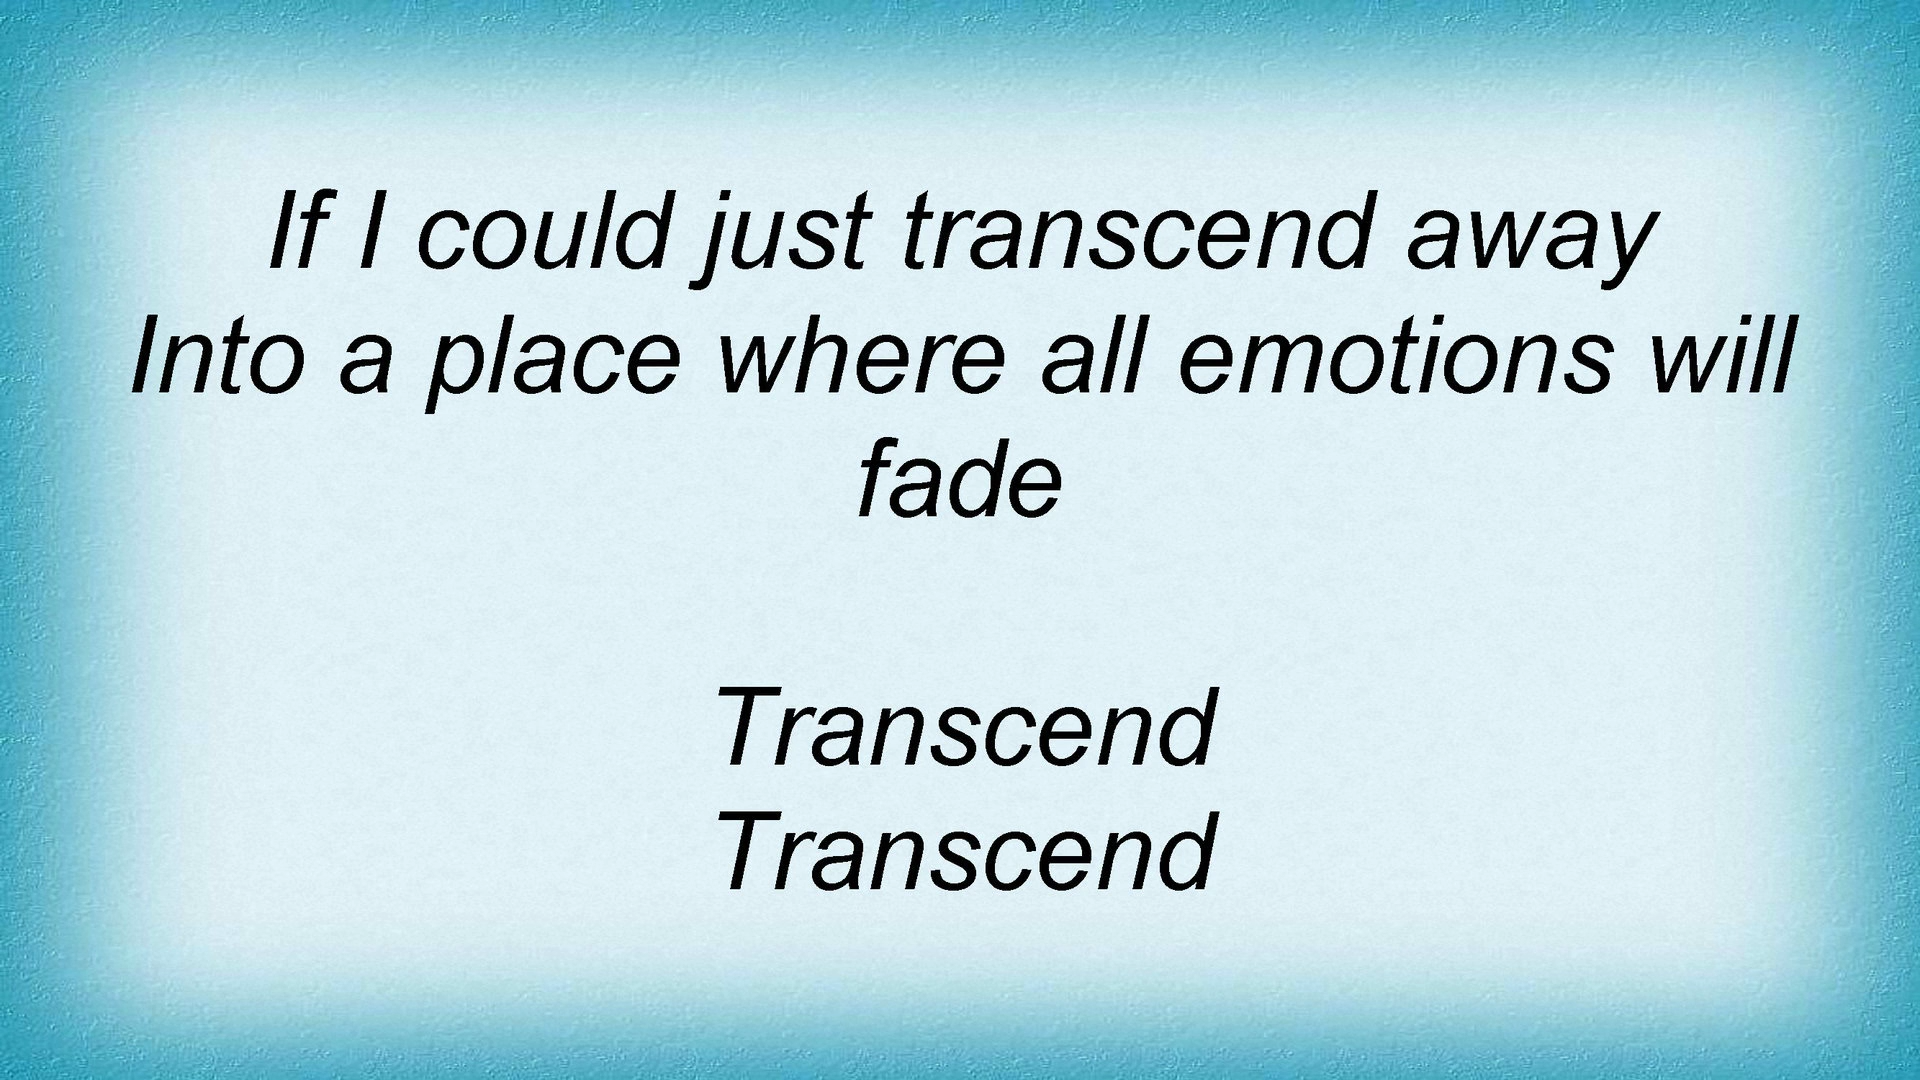 If I could just transcend away
Into a place where all emotions will
fade
Transcend
Transcend